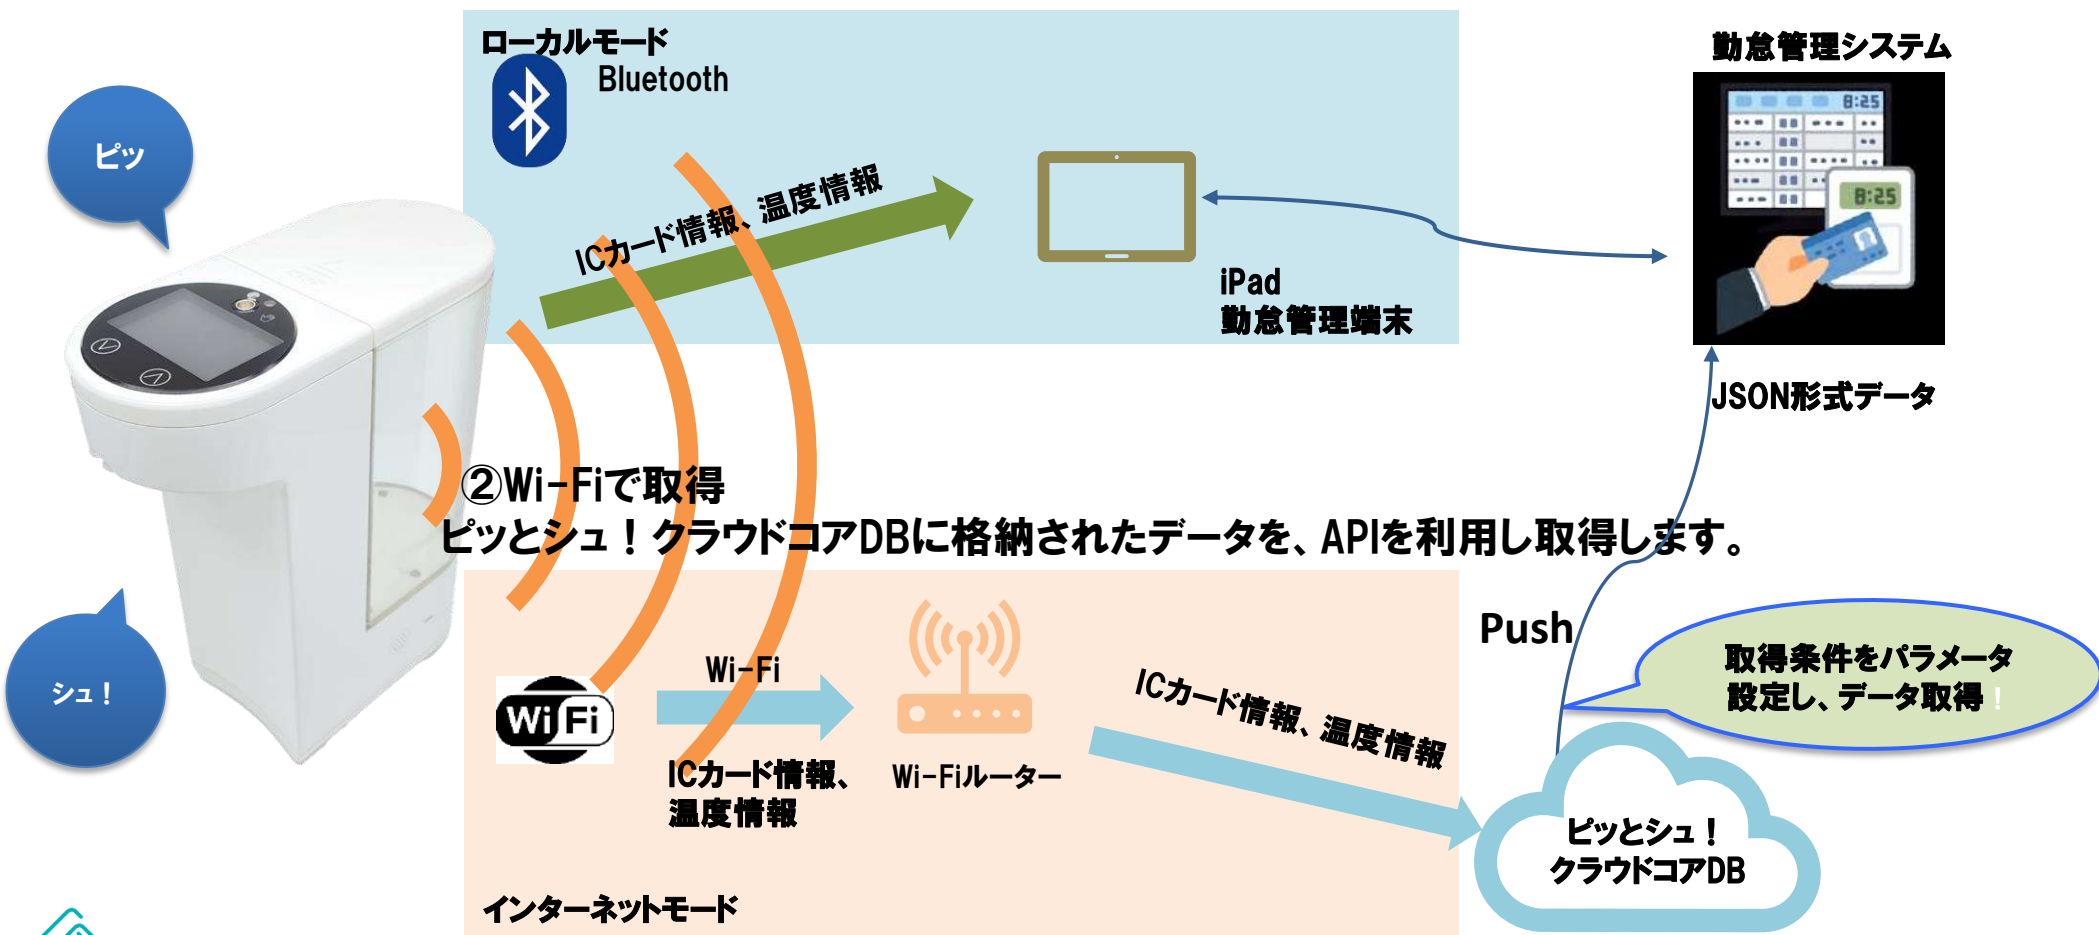 ローカルモード
Bluetooth
勤怠管理システム
8:25
8:25
ピッ
ICカード情報、温度情報
iPad
勤怠管理端末
JSON形式データ
②Wi-Fiで取得
ピッとシュ！クラウドコアDBに格納されたデータを、APIを利用し取得します。
シュ！
Push
取得条件をパラメータ
設定し、データ取得！
Wi-Fi
Wi Fi
ICカード情報、
温度情報
Wi-Fiルーター
ICカード情報、温度情報
ピッとシュ！
クラウドコアDB
インターネットモード